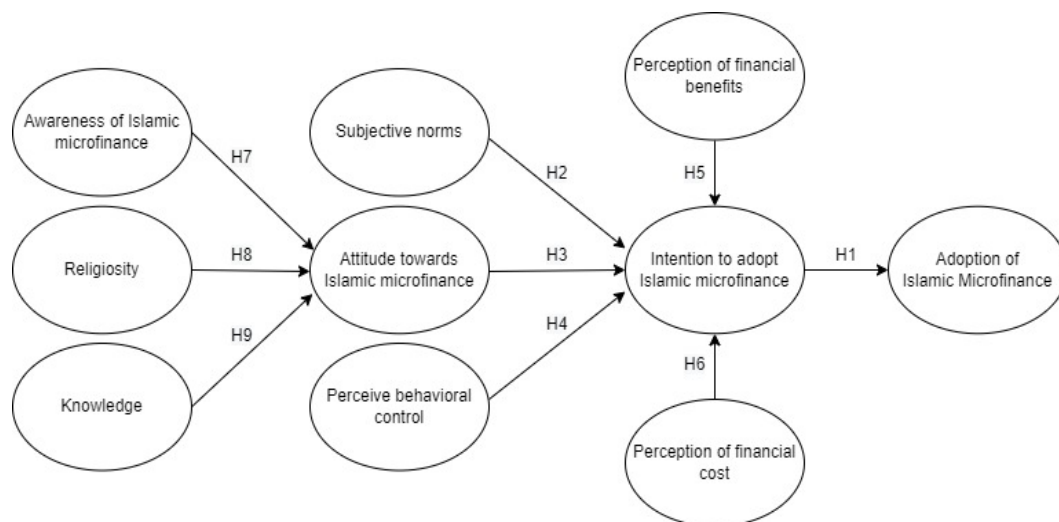 Perception of financial
benefits
Awareness of Islamic
microfinance
Subjective norms
H7
H2
H5
Religiosity
H8
Attitude towards
Islamic microfinance
H3
Intention to adopt
Islamic microfinance
H1
Adoption of
Islamic Microfinance
H9
H4
H6
Knowledge
Perceive behavioral
control
Perception of financial
cost